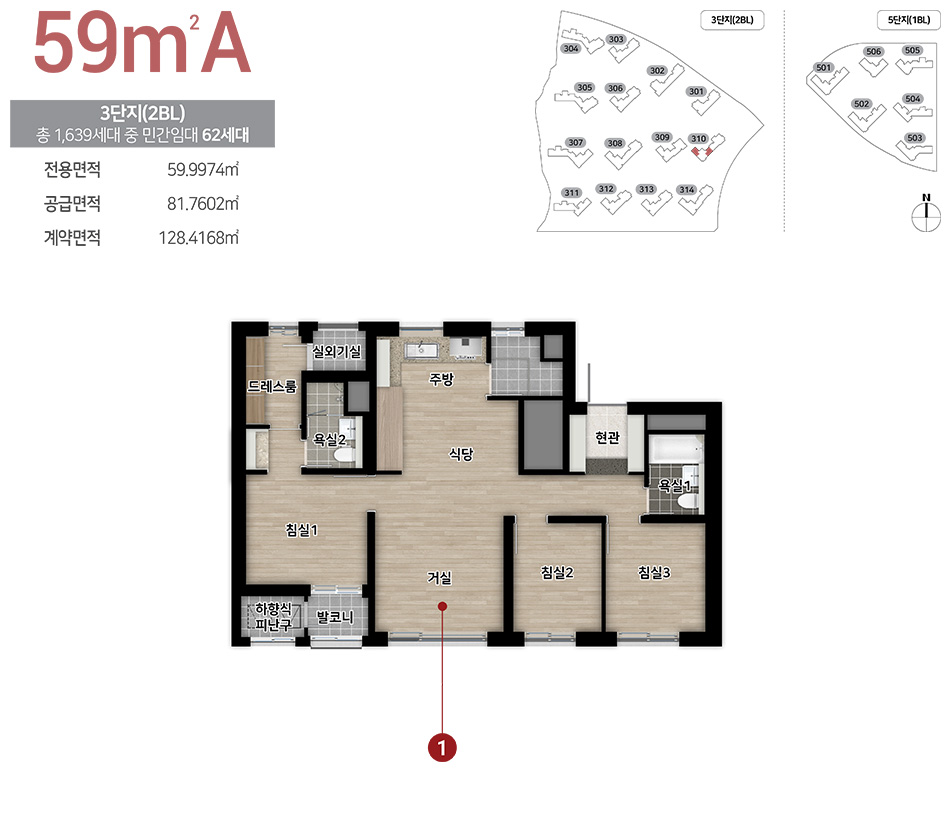 59m² A
3단지(2BL)
총 1,639세대 중 민간임대 62세대
전용면적 59.9974㎡
공급면적 81.7602㎡
계약면적 128.4168㎡
3단지(2BL)
304
303
302
305
306
301
307
308
309
310
311
312
313
314
5단지(1BL)
506
505
501
502
504
503
N
실외기실
드레스룸
주방
욕실2
식당
현관
욕실1
침실1
거실
침실2
침실3
하향식
피난구
발코니
1